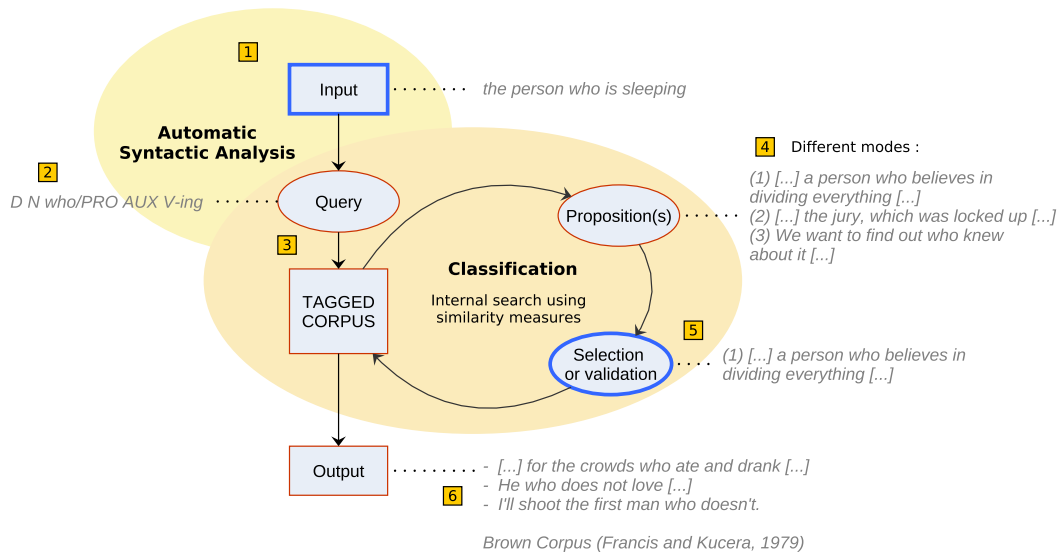 1
Input
the person who is sleeping
Automatic
Syntactic Analysis
2
D N who/PRO AUX V-ing
Query
3
TAGGED
CORPUS
Classification
Internal search using
similarity measures
Proposition(s)
4
Different modes :
(1) [...] a person who believes in
dividing everything [...]
(2) [...] the jury, which was locked up [...]
(3) We want to find out who knew
about it [...]
5
Selection
or validation
(1) [...] a person who believes in
dividing everything [...]
Output
6
- [...] for the crowds who ate and drank [...]
- He who does not love [...]
- I'll shoot the first man who doesn't.
Brown Corpus (Francis and Kucera, 1979)